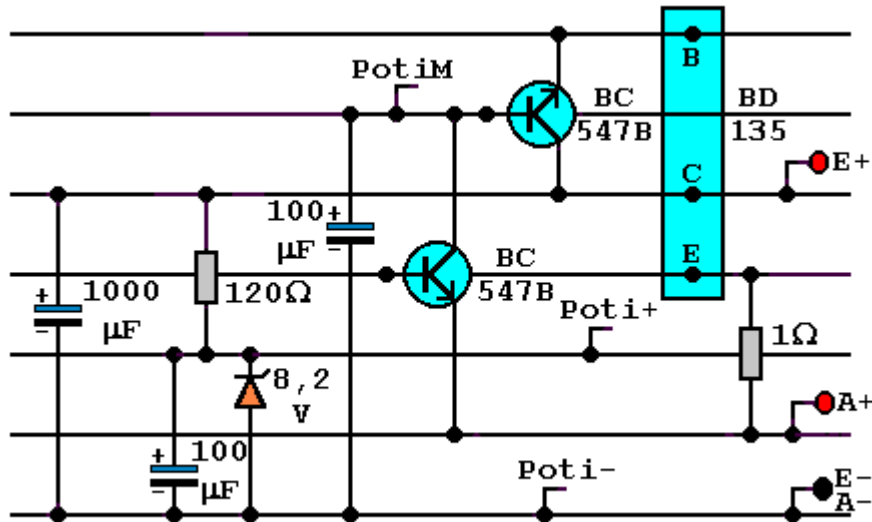 B
PotiM
BC
547B
BD
135
C
E+
100
+
µF
-
E
BC
547B
+
1000
µF
-
120Ω
Poti+
1Ω
8,2
V
A+
+
100
µF
-
Poti-
E-
A-